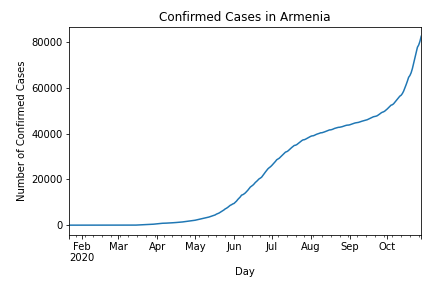 Confirmed Cases in Armenia
Number of Confirmed Cases
80000
60000
40000
20000
0
Feb Mar Apr May Jun Jul Aug Sep Oct
2020
Day